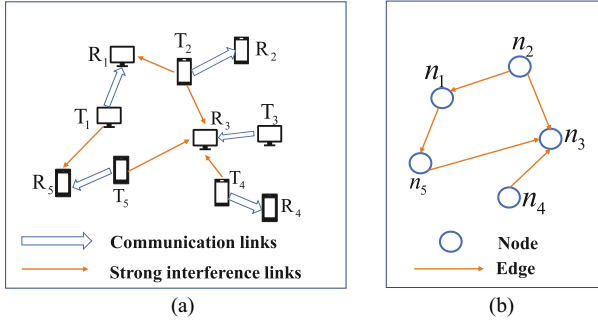 R₁
T₂
R₂
T₁
R₃
T₃
R₅
T₅
T₄
R₄
Communication links
Strong interference links
(a)
n₁
n₂
n₃
n₅
n₄
Node
Edge
(b)